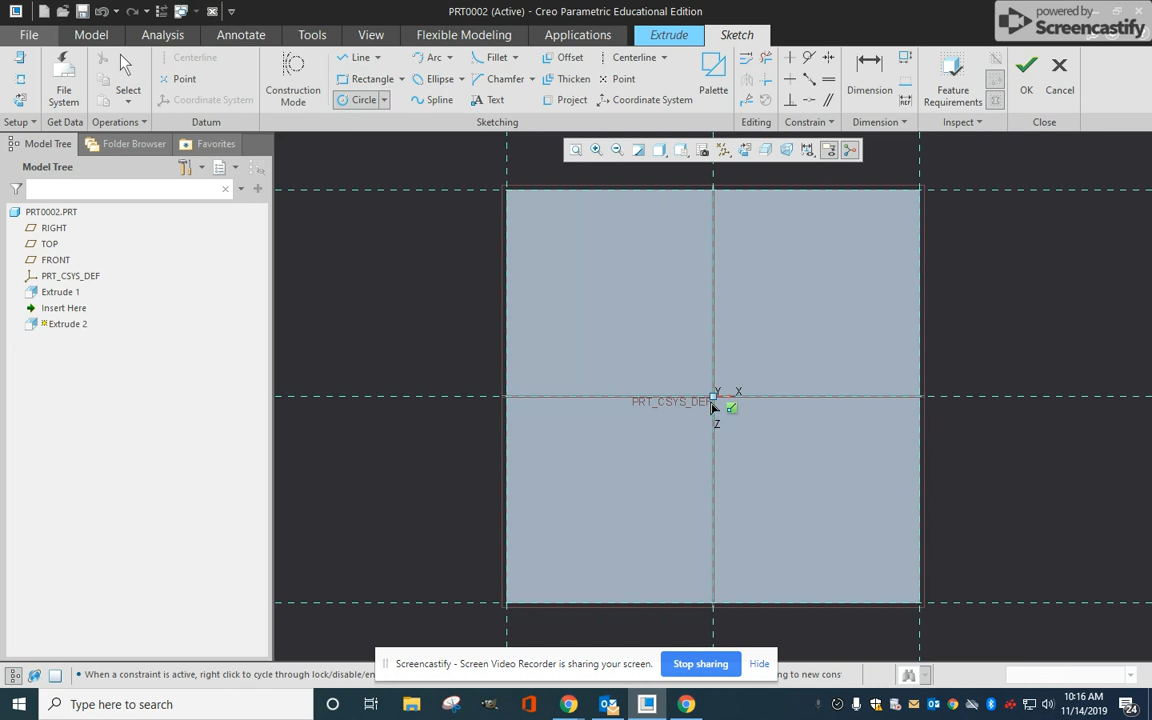 PRT0002 (Active) - Creo Parametric Educational Edition
powered by
Screencastify
File Model Analysis Annotate Tools View Flexible Modeling Applications Extrude Sketch
Centerline Line Arc Fillet Offset Centerline
Point Rectangle Ellipse Chamfer Thicken Point
Coordinate System Circle Spline Text Project Coordinate System
File System
Select
Construction Mode
Palette
Dimension
Feature Requirements
OK
Cancel
Setup Get Data Operations Datum Sketching Editing Constrain Dimension Inspect Close
Model Tree Folder Browser Favorites
Model Tree
PRT0002.PRT
RIGHT
TOP
FRONT
PRT_CSYS_DEF
Extrude 1
Insert Here
Extrude 2
Y X
PRT_CSYS_DEF
Z
Screencastify - Screen Video Recorder is sharing your screen. Stop sharing Hide
When a constraint is active, right click to cycle through lock/disable/en
ing to new cons
Type here to search
10:16 AM
11/14/2019
24